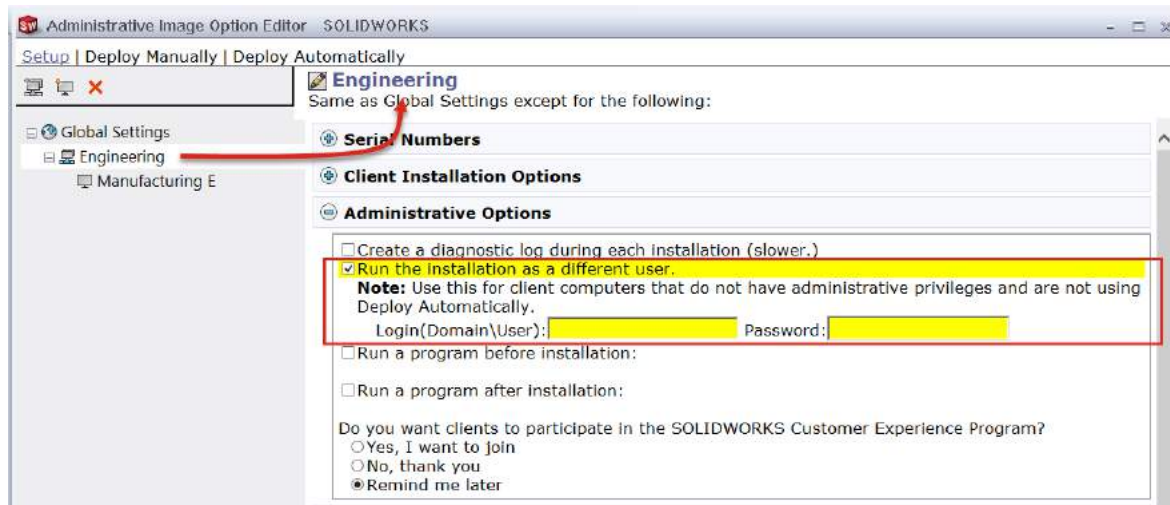 Administrative Image Option Editor SOLIDWORKS
Setup | Deploy Manually | Deploy Automatically
Engineering
Same as Global Settings except for the following:
Global Settings
Engineering
Manufacturing E
Serial Numbers
Client Installation Options
Administrative Options
Create a diagnostic log during each installation (slower.)
Run the installation as a different user.
Note: Use this for client computers that do not have administrative privileges and are not using
Deploy Automatically.
Login(Domain\User): Password:
Run a program before installation:
Run a program after installation:
Do you want clients to participate in the SOLIDWORKS Customer Experience Program?
Yes, I want to join
No, thank you
Remind me later